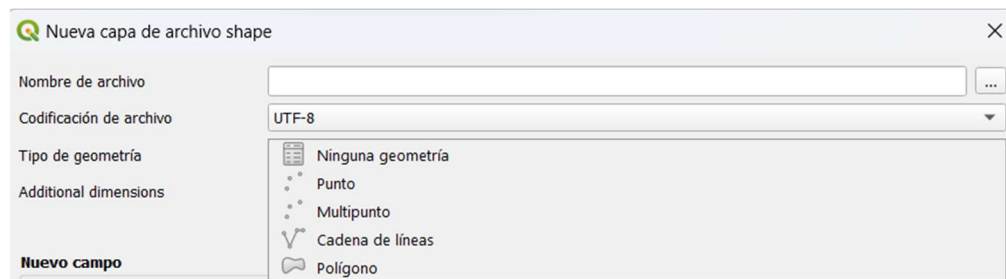 Nueva capa de archivo shape
Nombre de archivo
...
Codificación de archivo UTF-8
Tipo de geometría Ninguna geometría
Punto
Additional dimensions
Multipunto
Cadena de líneas
Nuevo campo
Polígono